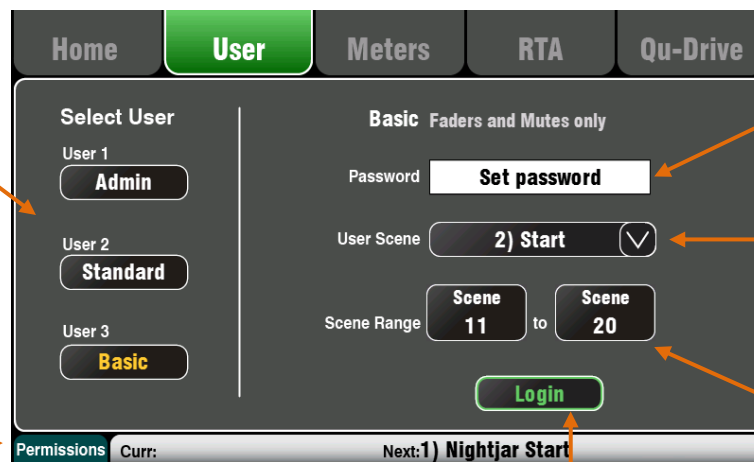 Home User Meters RTA Qu-Drive
Select User
User 1
Admin
User 2
Standard
User 3
Basic
Basic Faders and Mutes only
Password Set password
User Scene 2) Start
Scene Range Scene 11 to Scene 20
Login
Permissions Curr: Next:1) Nightjar Start